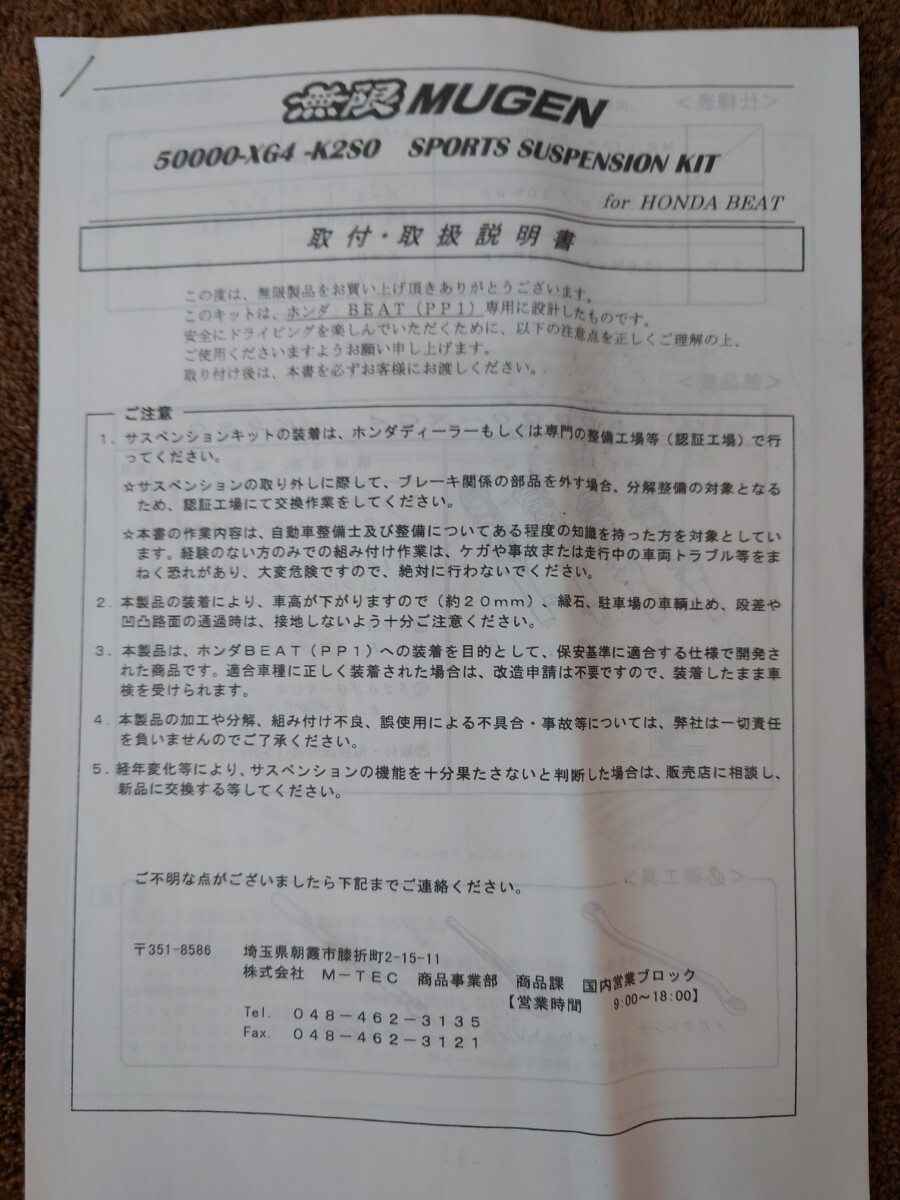 無限 MUGEN
50000-XG4 -K2S0 SPORTS SUSPENSION KIT
for HONDA BEAT
取付・取扱説明書
この度は、無限製品をお買い上げ頂きありがとうございます。
このキットは、ホンダ BEAT(PP1)専用に設計したものです。
安全にドライビングを楽しんでいただくために、以下の注意点を正しくご理解の上、
ご使用くださいますようお願い申し上げます。
取り付け後は、本書を必ずお客様にお渡しください。
ご注意
1. サスペンションキットの装着は、ホンダディーラーもしくは専門の整備工場等(認証工場)で行
ってください。
☆サスペンションの取り外しに際して、ブレーキ関係の部品を外す場合、分解整備の対象となる
ため、認証工場にて交換作業をしてください。
☆本書の作業内容は、自動車整備士及び整備についてある程度の知識を持った方を対象としてい
ます。経験のない方のみでの組み付け作業は、ケガや事故または走行中の車両トラブル等をま
ねく恐れがあり、大変危険ですので、絶対に行わないでください。
2. 本製品の装着により、車高が下がりますので(約20mm)、縁石、駐車場の車輌止め、段差や
凹凸路面の通過時は、接地しないよう十分ご注意ください。
3. 本製品は、ホンダBEAT(PP1)への装着を目的として、保安基準に適合する仕様で開発さ
れた商品です。適合車種に正しく装着された場合は、改造申請は不要ですので、装着したまま車
検を受けられます。
4. 本製品の加工や分解、組み付け不良、誤使用による不具合・事故等については、弊社は一切責任
を負いませんのでご了承ください。
5. 経年変化等により、サスペンションの機能を十分果たさないと判断した場合は、販売店に相談し、
新品に交換する等してください。
ご不明な点がございましたら下記までご連絡ください。
〒351-8586 埼玉県朝霞市膝折町2-15-11
株式会社 M-TEC 商品事業部 商品課 国内営業ブロック
【営業時間 9:00~18:00】
Tel. 048-462-3135
Fax. 048-462-3121